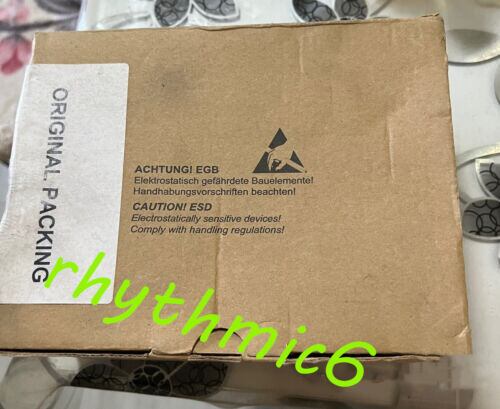 ORIGINAL PACKING
ACHTUNG! EGB
Elektrostatisch gefährdete Bauelemente!
Handhabungsvorschriften beachten!
CAUTION! ESD
Electrostatically sensitive devices!
Comply with handling regulations!
rhythmic6